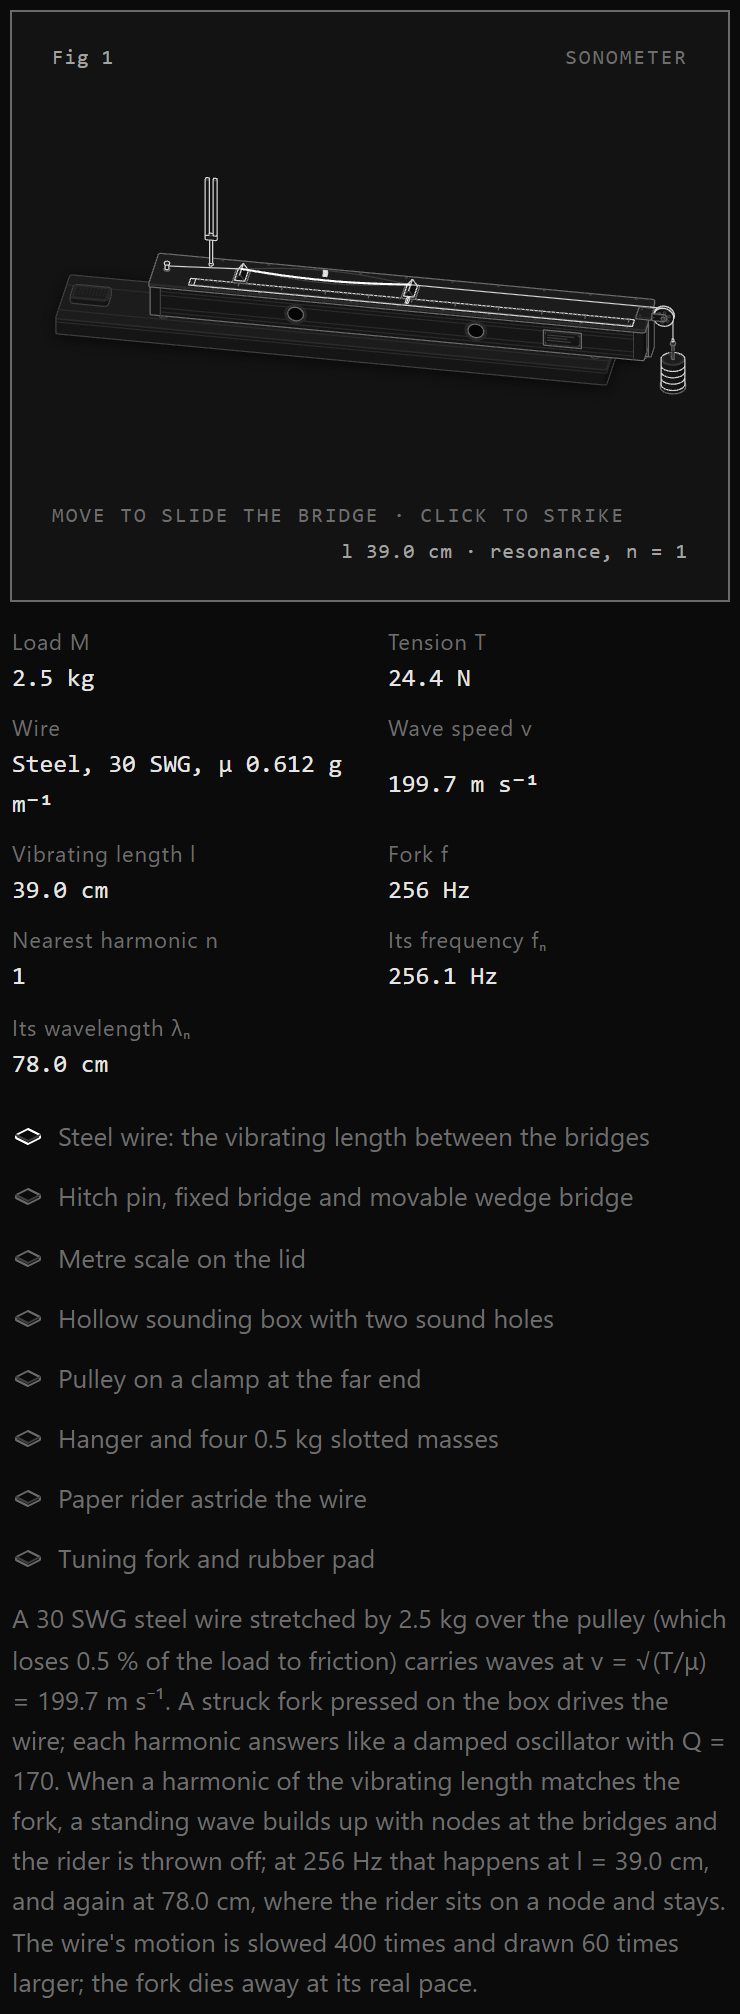 Fig 1
SONOMETER
MOVE TO SLIDE THE BRIDGE · CLICK TO STRIKE
l 39.0 cm · resonance, n = 1
Load M
Tension T
2.5 kg
24.4 N
Wire
Wave speed v
Steel, 30 SWG, μ 0.612 g
m⁻¹
199.7 m s⁻¹
Vibrating length l
Fork f
39.0 cm
256 Hz
Nearest harmonic n
Its frequency fₙ
1
256.1 Hz
Its wavelength λₙ
78.0 cm
Steel wire: the vibrating length between the bridges
Hitch pin, fixed bridge and movable wedge bridge
Metre scale on the lid
Hollow sounding box with two sound holes
Pulley on a clamp at the far end
Hanger and four 0.5 kg slotted masses
Paper rider astride the wire
Tuning fork and rubber pad
A 30 SWG steel wire stretched by 2.5 kg over the pulley (which
loses 0.5 % of the load to friction) carries waves at v = √(T/μ)
= 199.7 m s⁻¹. A struck fork pressed on the box drives the
wire; each harmonic answers like a damped oscillator with Q =
170. When a harmonic of the vibrating length matches the
fork, a standing wave builds up with nodes at the bridges and
the rider is thrown off; at 256 Hz that happens at l = 39.0 cm,
and again at 78.0 cm, where the rider sits on a node and stays.
The wire's motion is slowed 400 times and drawn 60 times
larger; the fork dies away at its real pace.